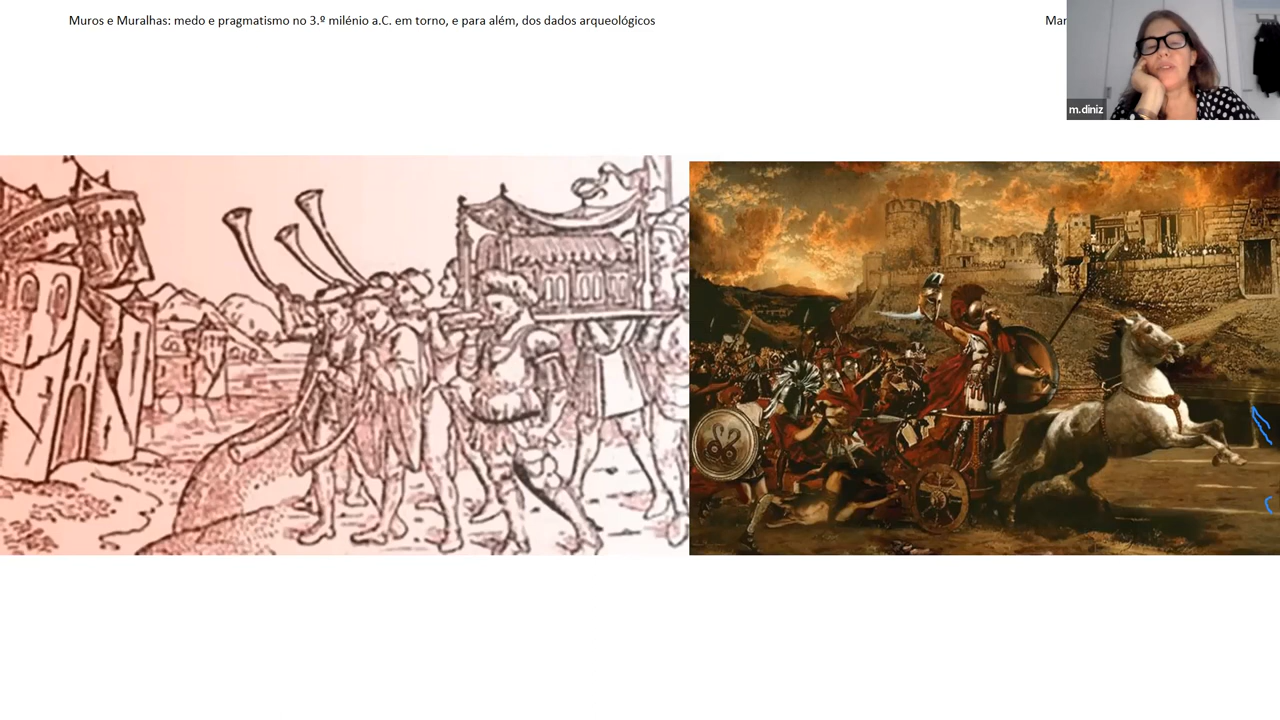 Muros e Muralhas: medo e pragmatismo no 3.º milénio a.C. em torno, e para além, dos dados arqueológicos
Mar
m.diniz